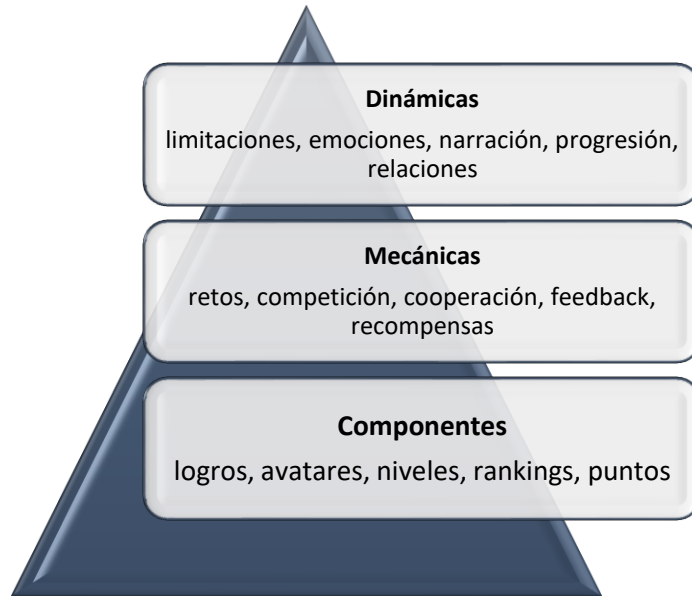 Dinámicas
limitaciones, emociones, narración, progresión,
relaciones
Mecánicas
retos, competición, cooperación, feedback,
recompensas
Componentes
logros, avatares, niveles, rankings, puntos